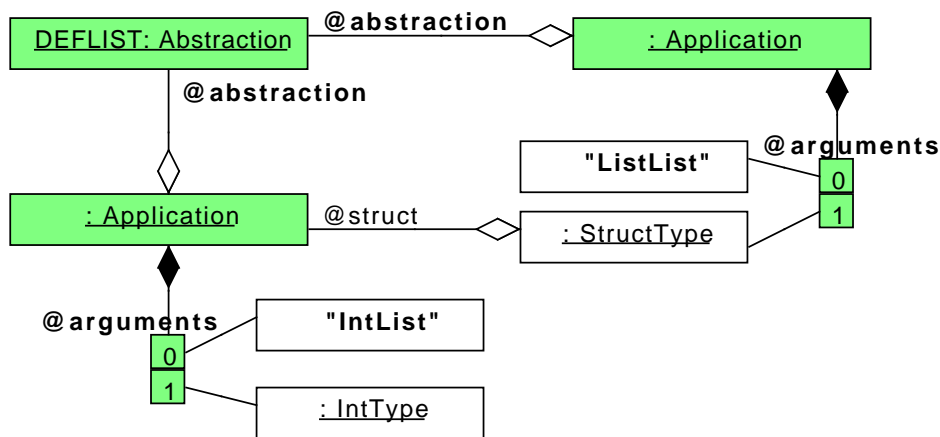 @abstraction
DEFLIST: Abstraction
: Application
@abstraction
@arguments
"ListList"
0
1
: Application
@struct
: StructType
@arguments
"IntList"
0
1
: IntType